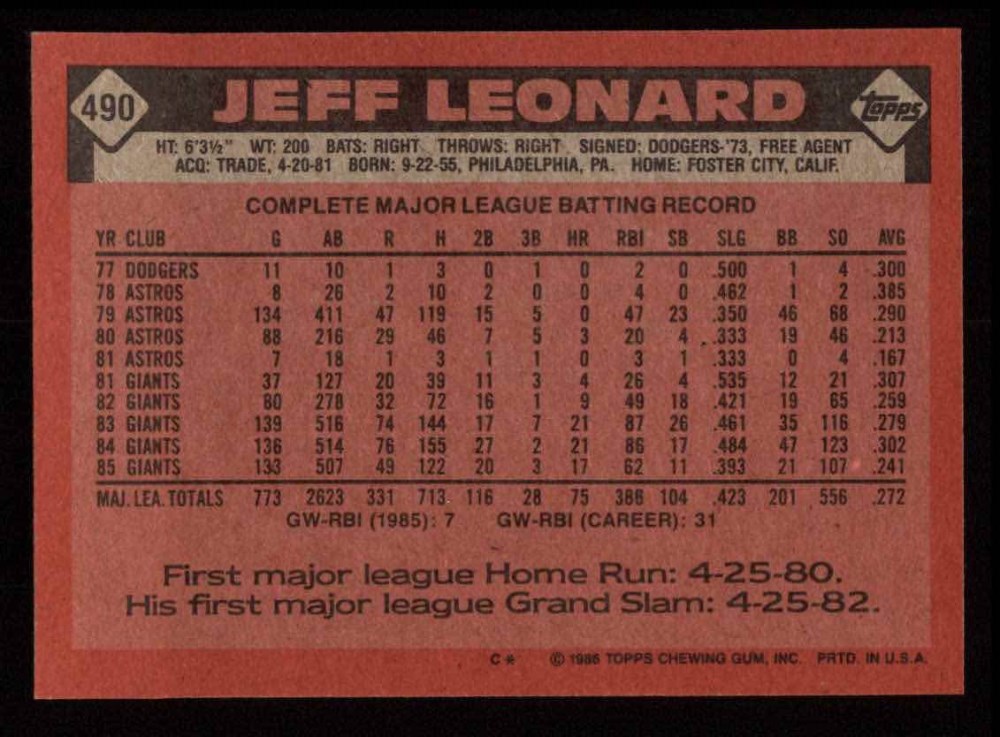 490 JEFF LEONARD topps
HT: 6'3½" WT: 200 BATS: RIGHT THROWS: RIGHT SIGNED: DODGERS-'73, FREE AGENT
ACQ: TRADE, 4-20-81 BORN: 9-22-55, PHILADELPHIA, PA. HOME: FOSTER CITY, CALIF.
COMPLETE MAJOR LEAGUE BATTING RECORD
YR CLUB G AB R H 2B 3B HR RBI SB SLG BB SO AVG
77 DODGERS 11 10 1 3 0 1 0 2 0 .500 1 4 .300
78 ASTROS 8 26 2 10 2 0 0 4 0 .462 1 2 .385
79 ASTROS 134 411 47 119 15 5 0 47 23 .350 46 68 .290
80 ASTROS 88 216 29 46 7 5 3 20 4 .333 19 46 .213
81 ASTROS 7 18 1 3 1 1 0 3 1 .333 0 4 .167
81 GIANTS 37 127 20 39 11 3 4 26 4 .535 12 21 .307
82 GIANTS 80 278 32 72 16 1 9 49 18 .421 19 65 .259
83 GIANTS 139 516 74 144 17 7 21 87 26 .461 35 116 .279
84 GIANTS 136 514 76 155 27 2 21 86 17 .484 47 123 .302
85 GIANTS 133 507 49 122 20 3 17 62 11 .393 21 107 .241
MAJ. LEA. TOTALS 773 2623 331 713 116 28 75 386 104 .423 201 556 .272
GW-RBI (1985): 7 GW-RBI (CAREER): 31
First major league Home Run: 4-25-80.
His first major league Grand Slam: 4-25-82.
C* © 1986 TOPPS CHEWING GUM, INC. PRTD. IN U.S.A.